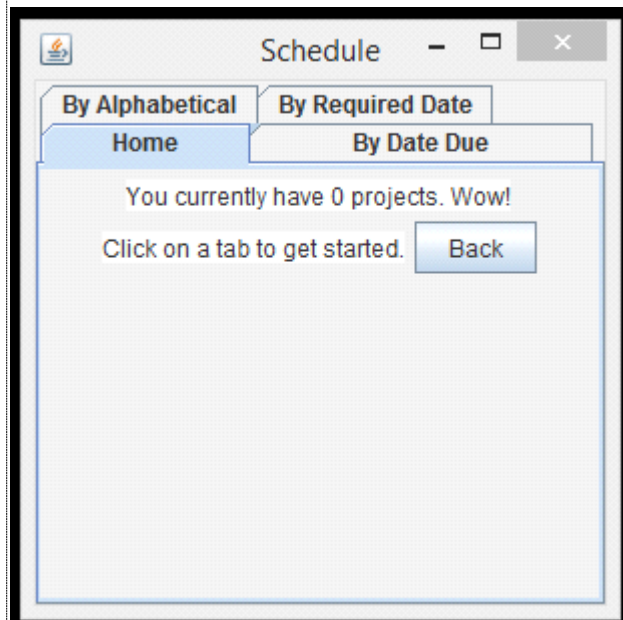 Schedule
By Alphabetical By Required Date
Home By Date Due
You currently have 0 projects. Wow!
Click on a tab to get started. Back